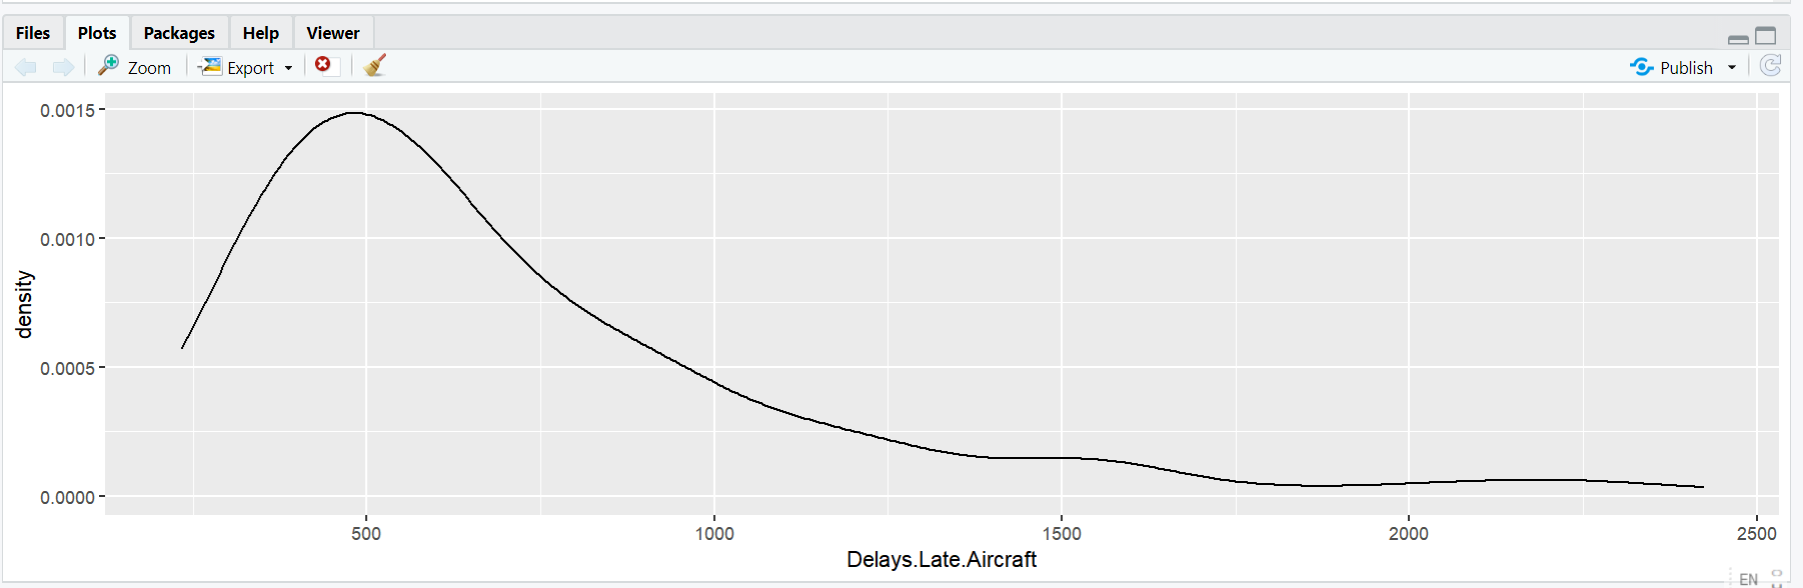 Files Plots Packages Help Viewer
Zoom Export Publish
0.0015
0.0010
0.0005
0.0000
density
500 1000 1500 2000 2500
Delays.Late.Aircraft
EN